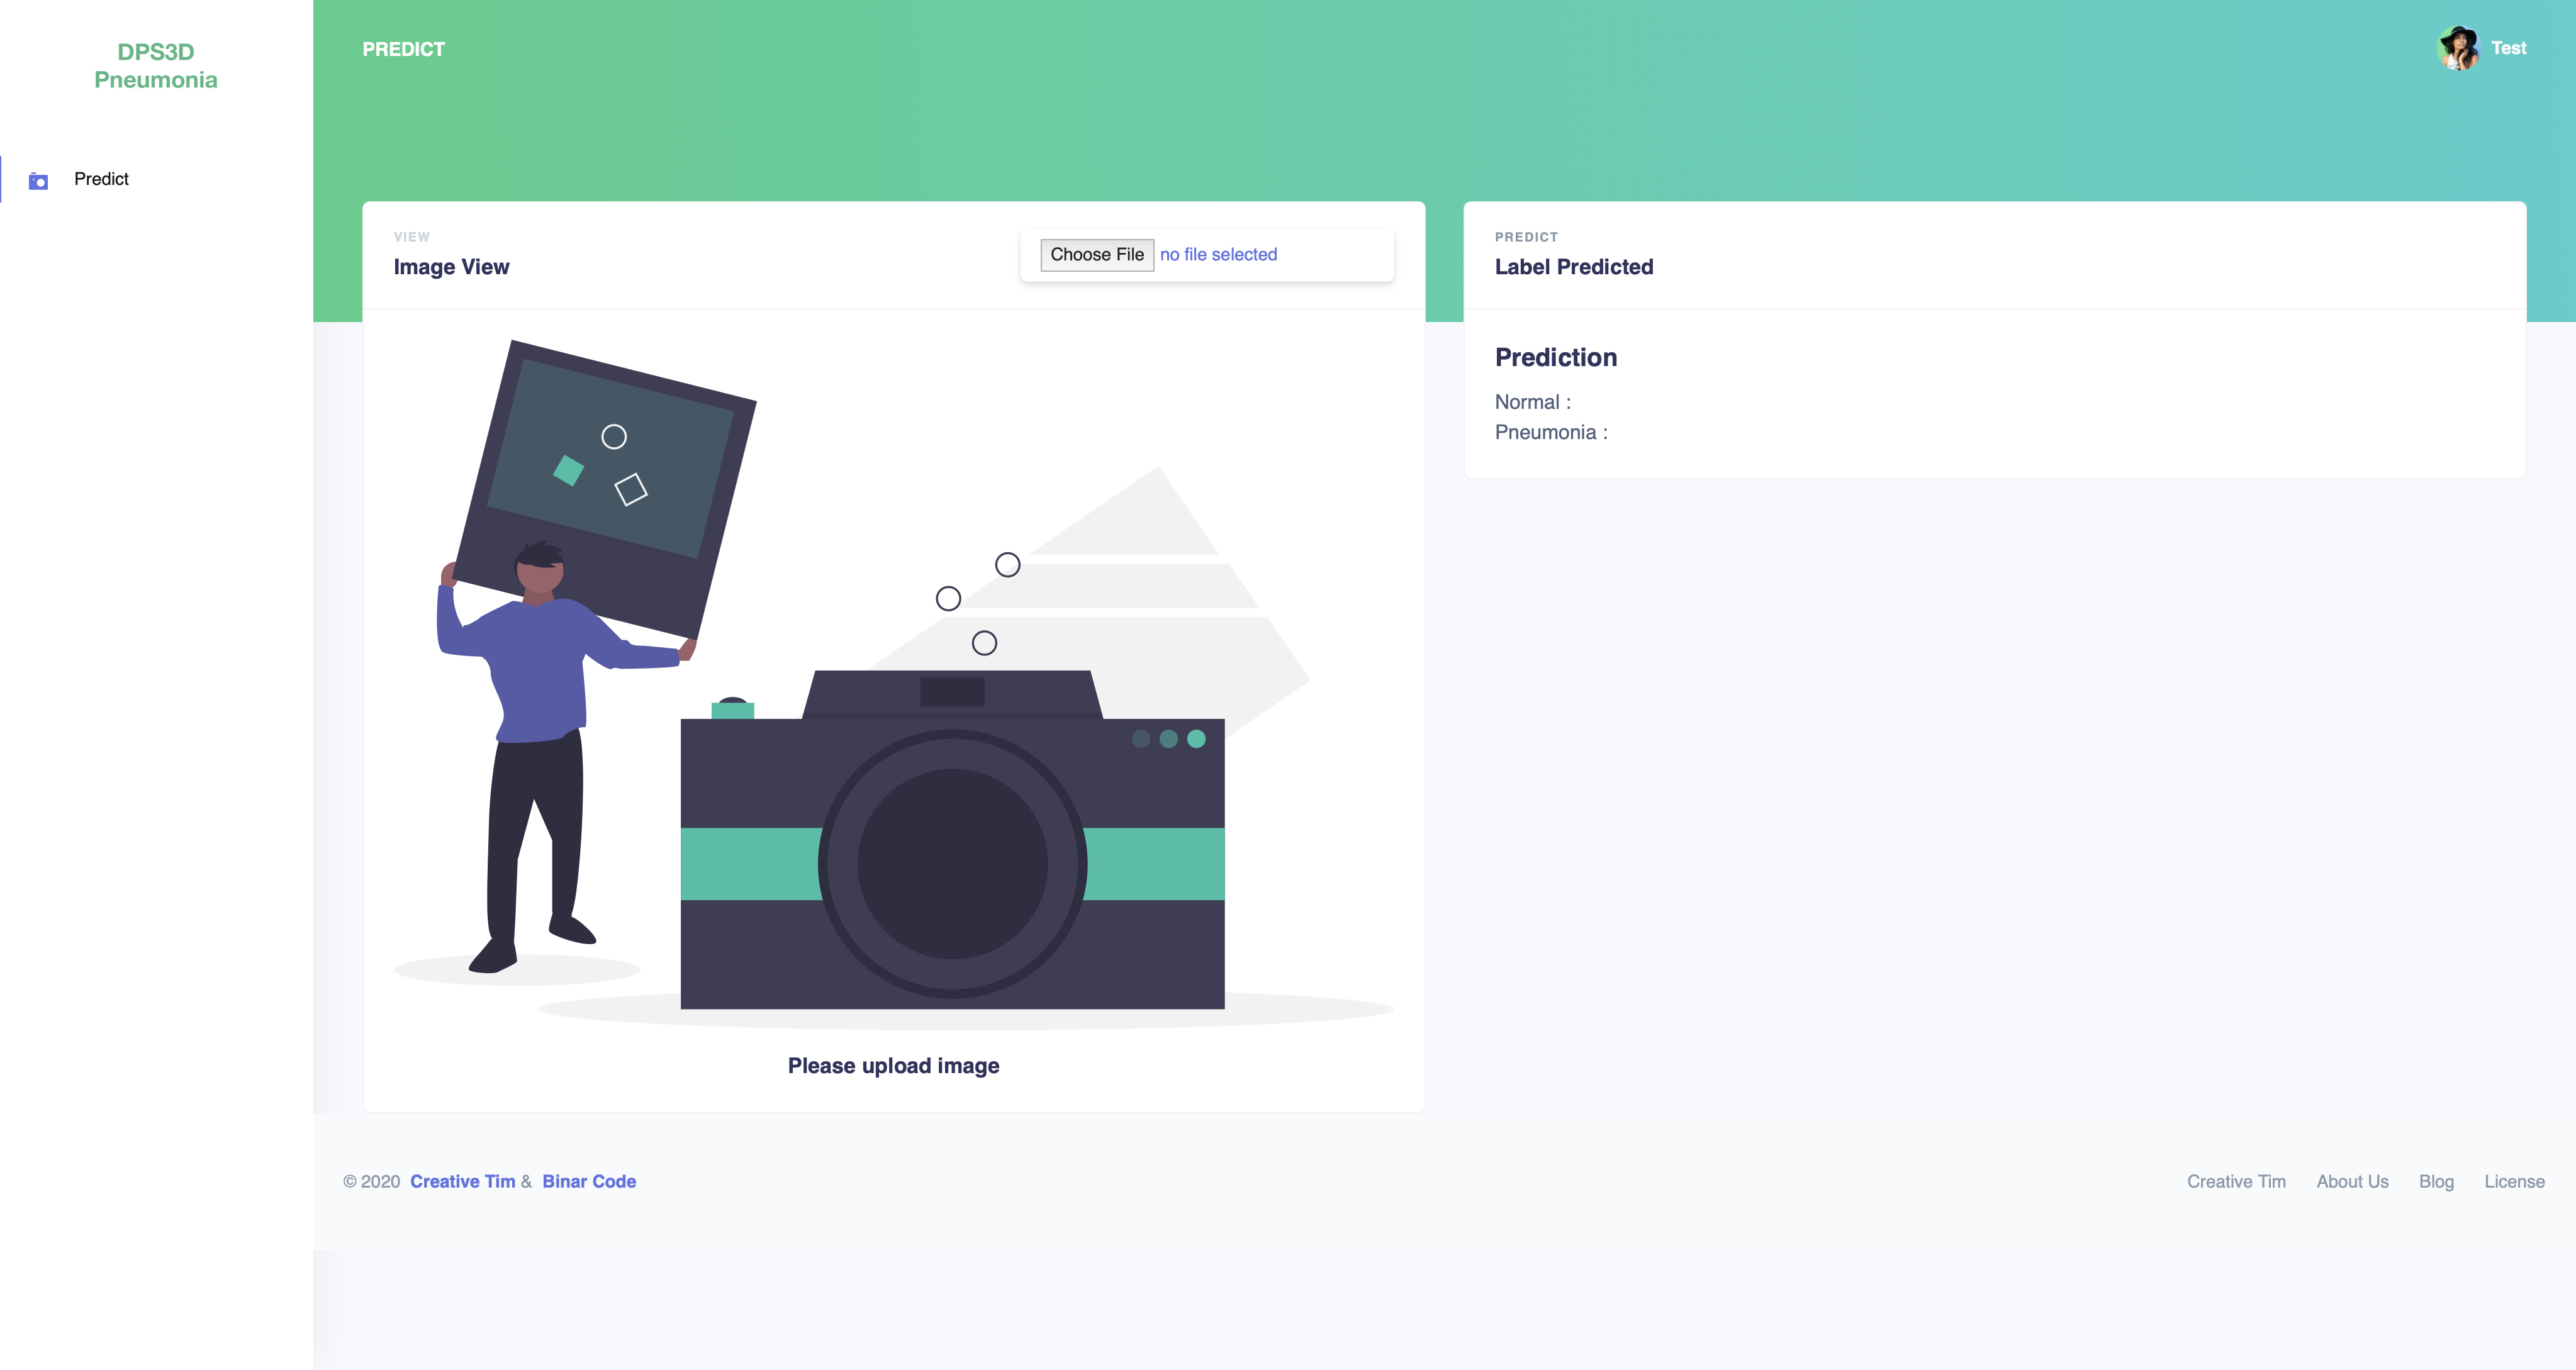 DPS3D
Pneumonia
Predict
PREDICT
Test
VIEW
Image View
Choose File no file selected
Please upload image
PREDICT
Label Predicted
Prediction
Normal :
Pneumonia :
© 2020 Creative Tim & Binar Code
Creative Tim About Us Blog License